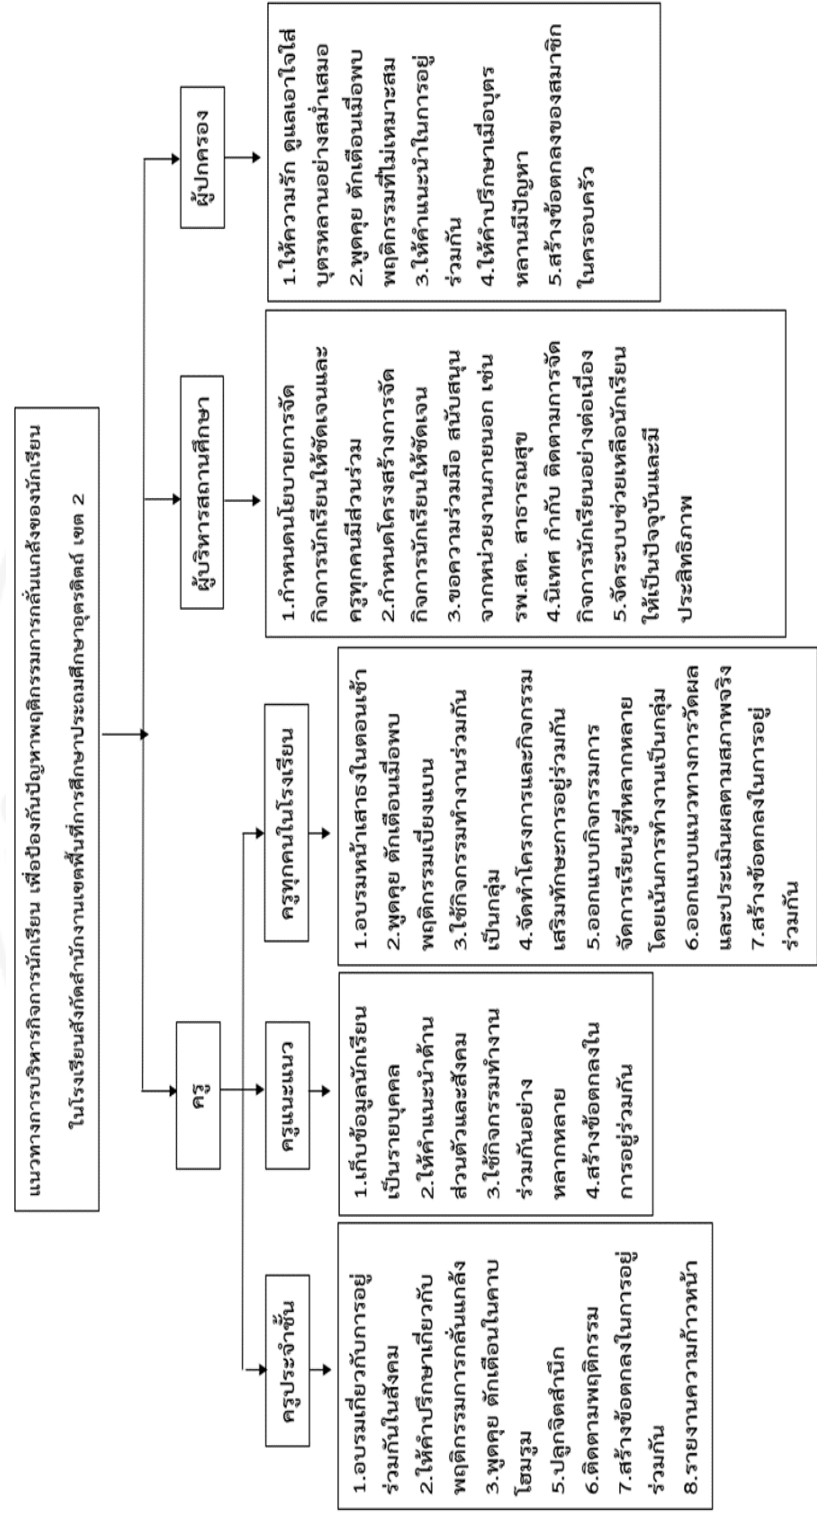 แนวทางการบริหารกิจการนักเรียน เพื่อป้องกันปัญหาพฤติกรรมการกลั่นแกล้งของนักเรียน
ในโรงเรียนสังกัดสำนักงานเขตพื้นที่การศึกษาประถมศึกษาอุตรดิตถ์ เขต 2
ครู
ผู้บริหารสถานศึกษา
ผู้ปกครอง
ครูประจำชั้น
ครูแนะแนว
ครูทุกคนในโรงเรียน
1.อบรมเกี่ยวกับการอยู่
ร่วมกันในสังคม
2.ให้คำปรึกษาเกี่ยวกับ
พฤติกรรมการกลั่นแกล้ง
3.พูดคุย ตักเตือนในคาบ
โฮมรูม
5.ปลูกจิตสำนึก
6.ติดตามพฤติกรรม
7.สร้างข้อตกลงในการอยู่
ร่วมกัน
8.รายงานความก้าวหน้า
1.เก็บข้อมูลนักเรียน
เป็นรายบุคคล
2.ให้คำแนะนำด้าน
ส่วนตัวและสังคม
3.ใช้กิจกรรมทำงาน
ร่วมกันอย่าง
หลากหลาย
4.สร้างข้อตกลงใน
การอยู่ร่วมกัน
1.อบรมหน้าเสาธงในตอนเช้า
2.พูดคุย ตักเตือนเมื่อพบ
พฤติกรรมเบี่ยงแบน
3.ใช้กิจกรรมทำงานร่วมกัน
เป็นกลุ่ม
4.จัดทำโครงการและกิจกรรม
เสริมทักษะการอยู่ร่วมกัน
5.ออกแบบกิจกรรมการ
จัดการเรียนรู้ที่หลากหลาย
โดยเน้นการทำงานเป็นกลุ่ม
6.ออกแบบแนวทางการวัดผล
และประเมินผลตามสภาพจริง
7.สร้างข้อตกลงในการอยู่
ร่วมกัน
1.กำหนดนโยบายการจัด
กิจการนักเรียนให้ชัดเจนและ
ครูทุกคนมีส่วนร่วม
2.กำหนดโครงสร้างการจัด
กิจการนักเรียนให้ชัดเจน
3.ขอความร่วมมือ สนับสนุน
จากหน่วยงานภายนอก เช่น
รพ.สต. สาธารณสุข
4.นิเทศ กำกับ ติดตามการจัด
กิจการนักเรียนอย่างต่อเนื่อง
5.จัดระบบช่วยเหลือนักเรียน
ให้เป็นปัจจุบันและมี
ประสิทธิภาพ
1.ให้ความรัก ดูแลเอาใจใส่
บุตรหลานอย่างสม่ำเสมอ
2.พูดคุย ตักเตือนเมื่อพบ
พฤติกรรมที่ไม่เหมาะสม
3.ให้คำแนะนำในการอยู่
ร่วมกัน
4.ให้คำปรึกษาเมื่อบุตร
หลานมีปัญหา
5.สร้างข้อตกลงของสมาชิก
ในครอบครัว